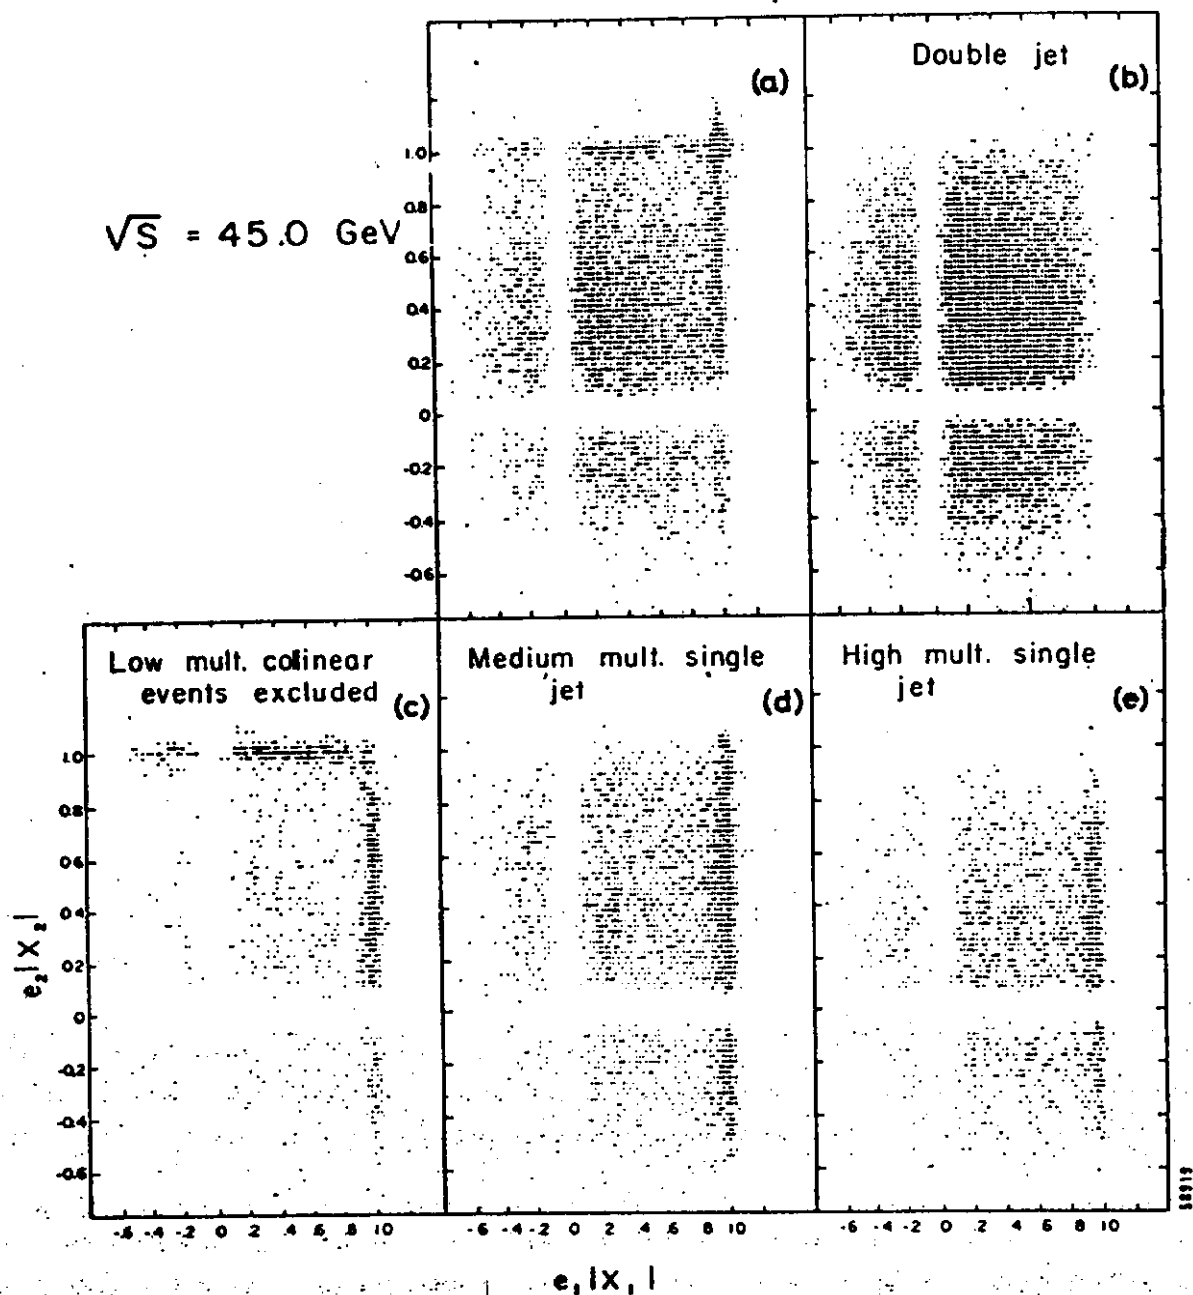 Double jet
(a)
(b)
√S = 45.0 GeV
1.0
0.8
0.6
0.4
0.2
0
-0.2
-0.4
-0.6
Low mult. colinear
events excluded
(c)
Medium mult. single
jet
(d)
High mult. single
jet
(e)
1.0
0.8
0.6
0.4
0.2
0
-0.2
-0.4
-0.6
e₂|X₂|
-.6 -.4 -.2 0 .2 .4 .6 .8 1.0
-.6 -.4 -.2 0 .2 .4 .6 .8 1.0
-.6 -.4 -.2 0 .2 .4 .6 .8 1.0
e₁|X₁|
58919